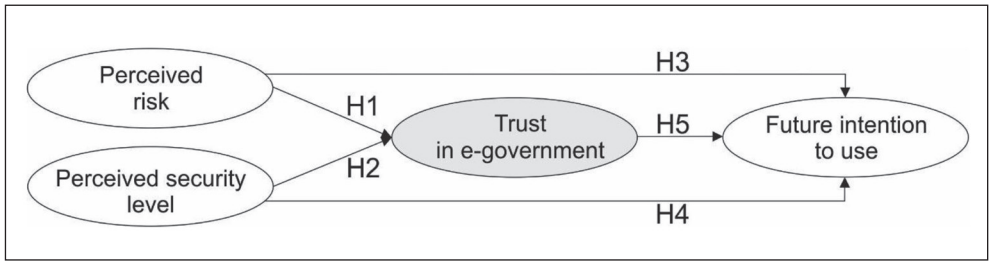 Perceived
risk
H1
H2
H3
Trust
in e-government
H5
Future intention
to use
Perceived security
level
H4